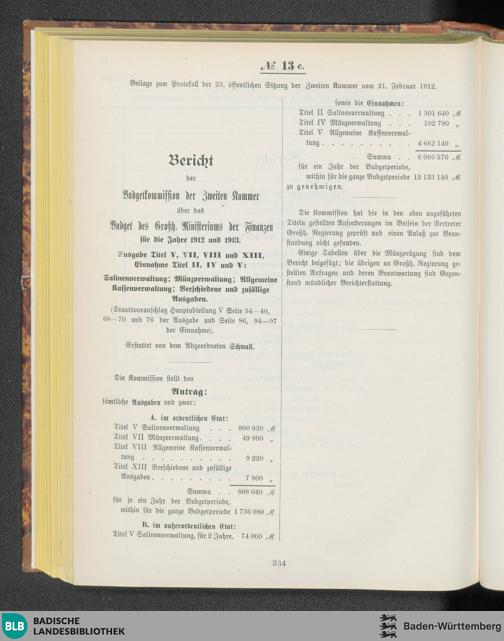 № 13 c.
Beilage zum Protokoll der 23. öffentlichen Sitzung der Zweiten Kammer vom 21. Februar 1912.
Bericht
der
Budgetkommission der Zweiten Kammer
über das
Budget des Großh. Ministeriums der Finanzen
für die Jahre 1912 und 1913.
Ausgabe Titel V, VII, VIII und XIII,
Einnahme Titel II, IV und V:
Salinenverwaltung; Münzverwaltung; Allgemeine
Kassenverwaltung; Verschiedene und zufällige
Ausgaben.
(Staatsvoranschlag Hauptabteilung V Seite 34—40,
68—70 und 76 der Ausgabe und Seite 86, 94—97
der Einnahme).
Erstattet von dem Abgeordneten Schwall.
Die Kommission stellt den
Antrag:
sämtliche Ausgaben und zwar:
A. im ordentlichen Etat:
Titel V Salinenverwaltung . . . 800 930 ℳ
Titel VII Münzverwaltung . . . . 49 990 „
Titel VIII Allgemeine Kassenverwal-
tung . . . . . . . . . . 9 220 „
Titel XIII Verschiedene und zufällige
Ausgaben . . . . . . . . . 7 900 „
Summa . . 868 040 ℳ
für je ein Jahr der Budgetperiode,
mithin für die ganze Budgetperiode 1 736 080 ℳ
B. im außerordentlichen Etat:
Titel V Salinenverwaltung, für 2 Jahre, 74 000 ℳ
sowie die Einnahmen:
Titel II Salinenverwaltung . . . 1 301 640 ℳ
Titel IV Münzverwaltung . . . 102 790 „
Titel V Allgemeine Kassenverwal-
tung . . . . . . . . . . 4 662 140 „
Summa . . 6 066 570 ℳ
für ein Jahr der Budgetperiode,
mithin für die ganze Budgetperiode 12 133 140 ℳ
zu genehmigen.
Die Kommission hat die in den oben angeführten
Titeln gestellten Anforderungen im Beisein der Vertreter
Großh. Regierung geprüft und einen Anlaß zur Bean-
standung nicht gefunden.
Einige Tabellen über die Münzprägung sind dem
Bericht beigefügt; die übrigen an Großh. Regierung ge-
stellten Anfragen und deren Beantwortung sind Gegen-
stand mündlicher Berichterstattung.
334
BLB BADISCHE
LANDESBIBLIOTHEK
Baden-Württemberg